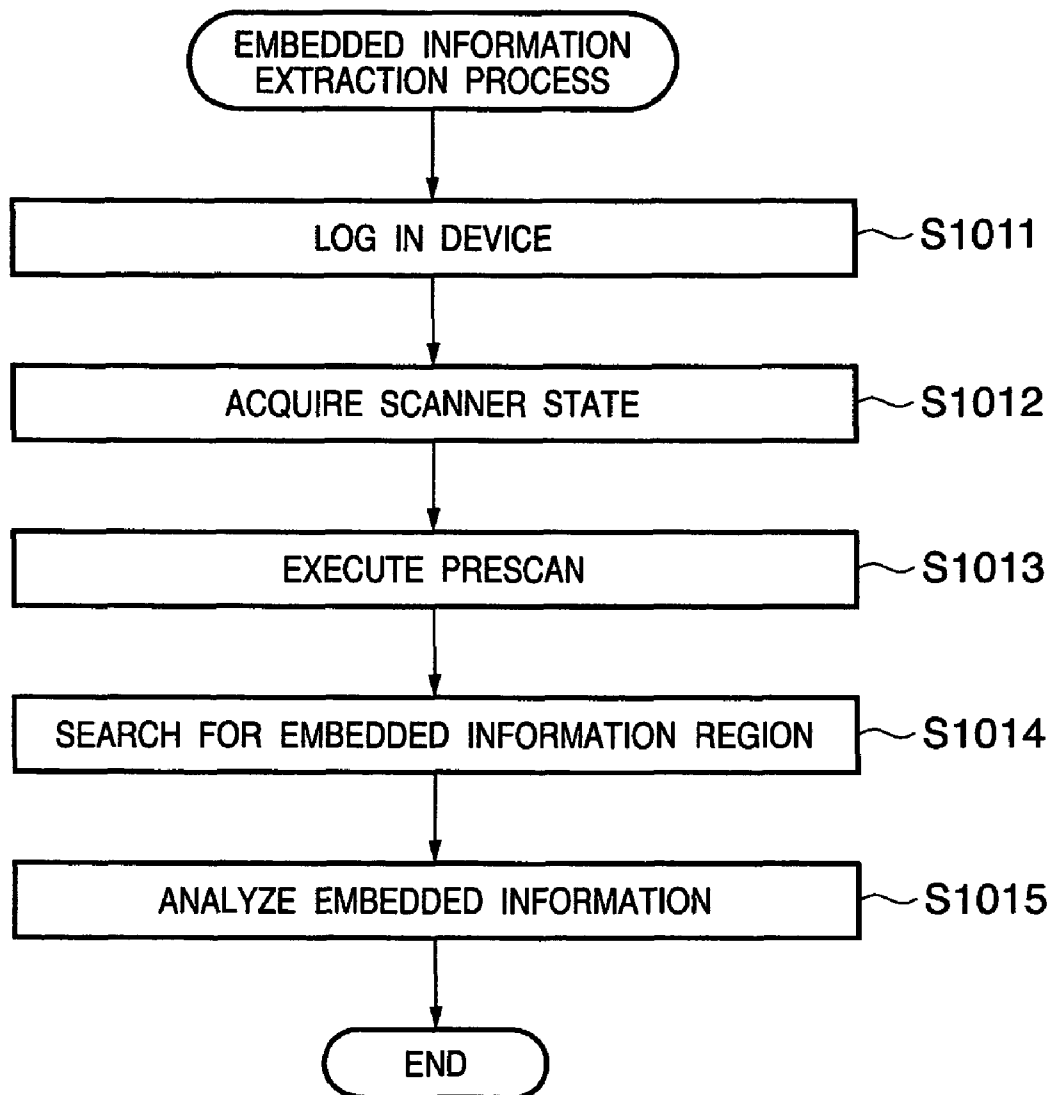 EMBEDDED INFORMATION
EXTRACTION PROCESS
LOG IN DEVICE
S1011
ACQUIRE SCANNER STATE
S1012
EXECUTE PRESCAN
S1013
SEARCH FOR EMBEDDED INFORMATION REGION
S1014
ANALYZE EMBEDDED INFORMATION
S1015
END